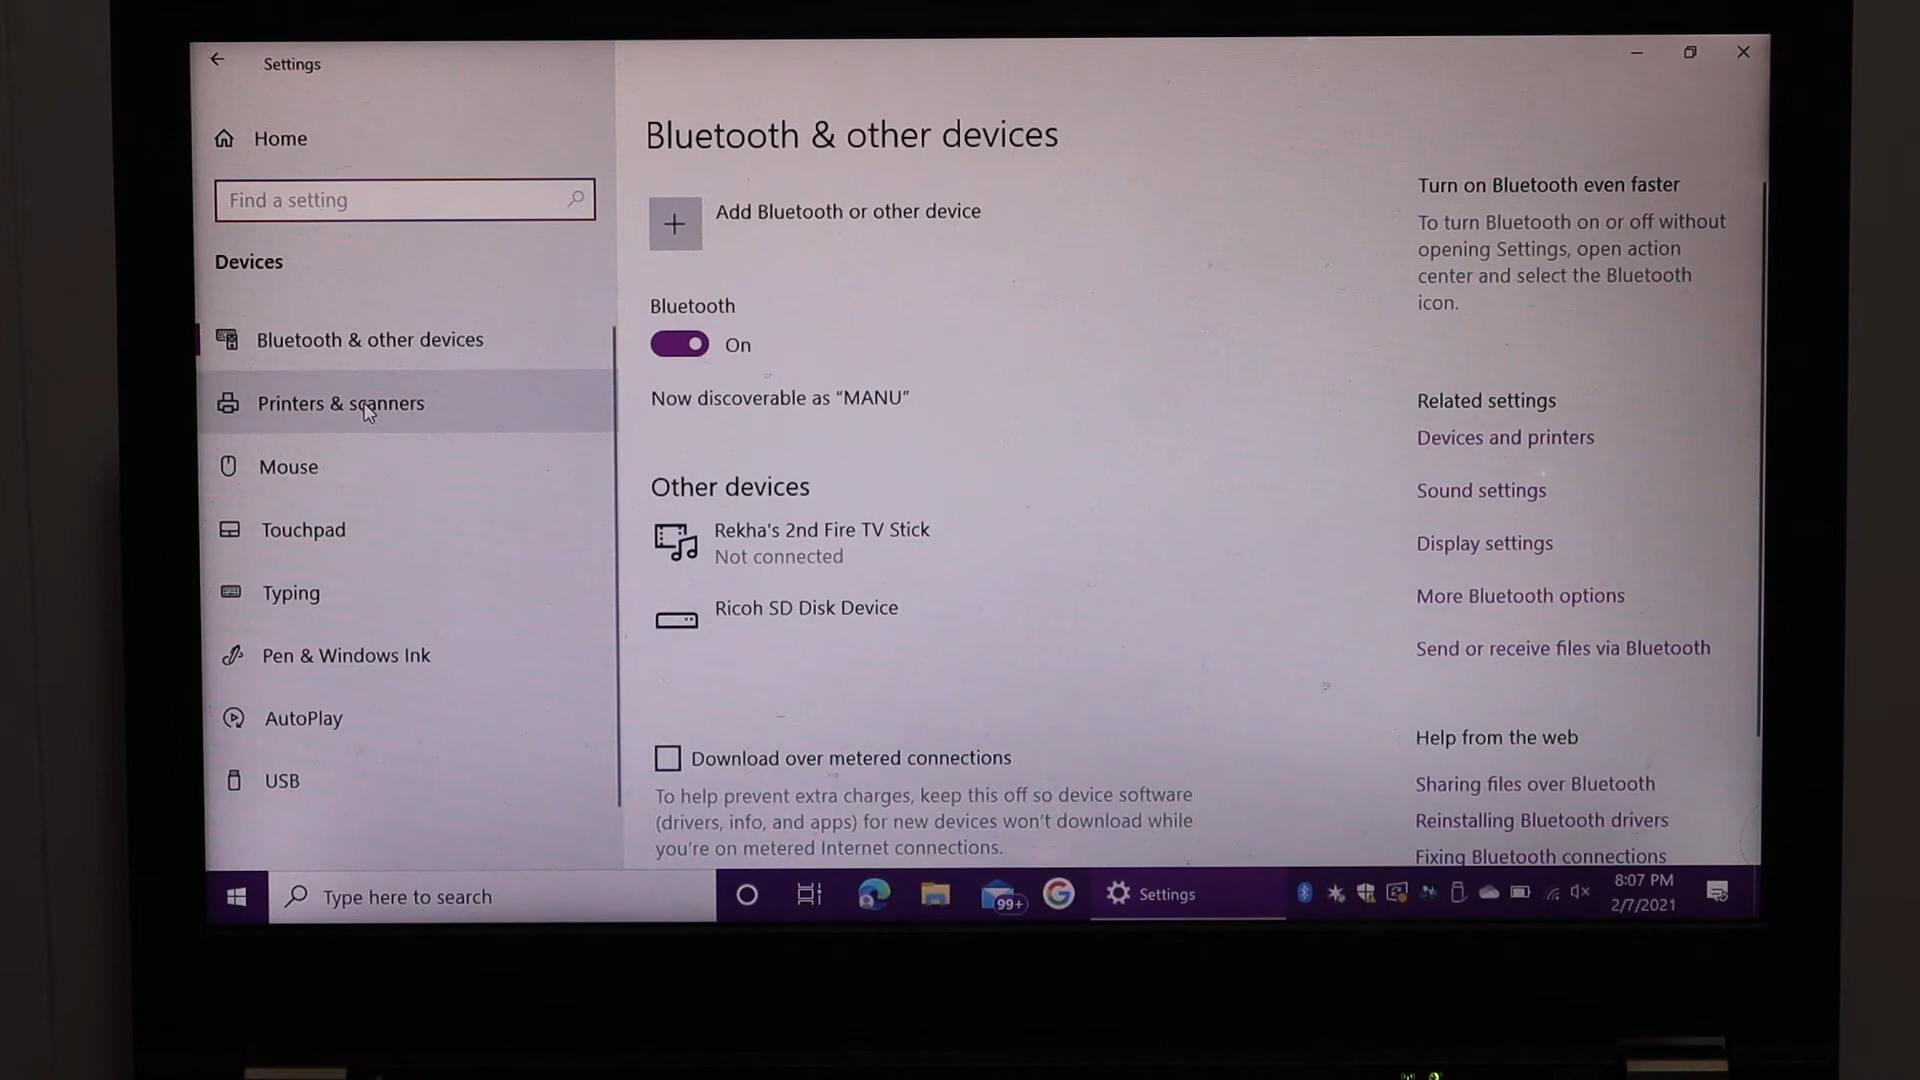 Settings
Home
Find a setting
Devices
Bluetooth & other devices
Printers & scanners
Mouse
Touchpad
Typing
Pen & Windows Ink
AutoPlay
USB
Bluetooth & other devices
Add Bluetooth or other device
Bluetooth
On
Now discoverable as “MANU”
Other devices
Rekha's 2nd Fire TV Stick
Not connected
Ricoh SD Disk Device
Download over metered connections
To help prevent extra charges, keep this off so device software
(drivers, info, and apps) for new devices won’t download while
you’re on metered Internet connections.
Turn on Bluetooth even faster
To turn Bluetooth on or off without
opening Settings, open action
center and select the Bluetooth
icon.
Related settings
Devices and printers
Sound settings
Display settings
More Bluetooth options
Send or receive files via Bluetooth
Help from the web
Sharing files over Bluetooth
Reinstalling Bluetooth drivers
Fixing Bluetooth connections
Type here to search
99+
G
Settings
8:07 PM
2/7/2021